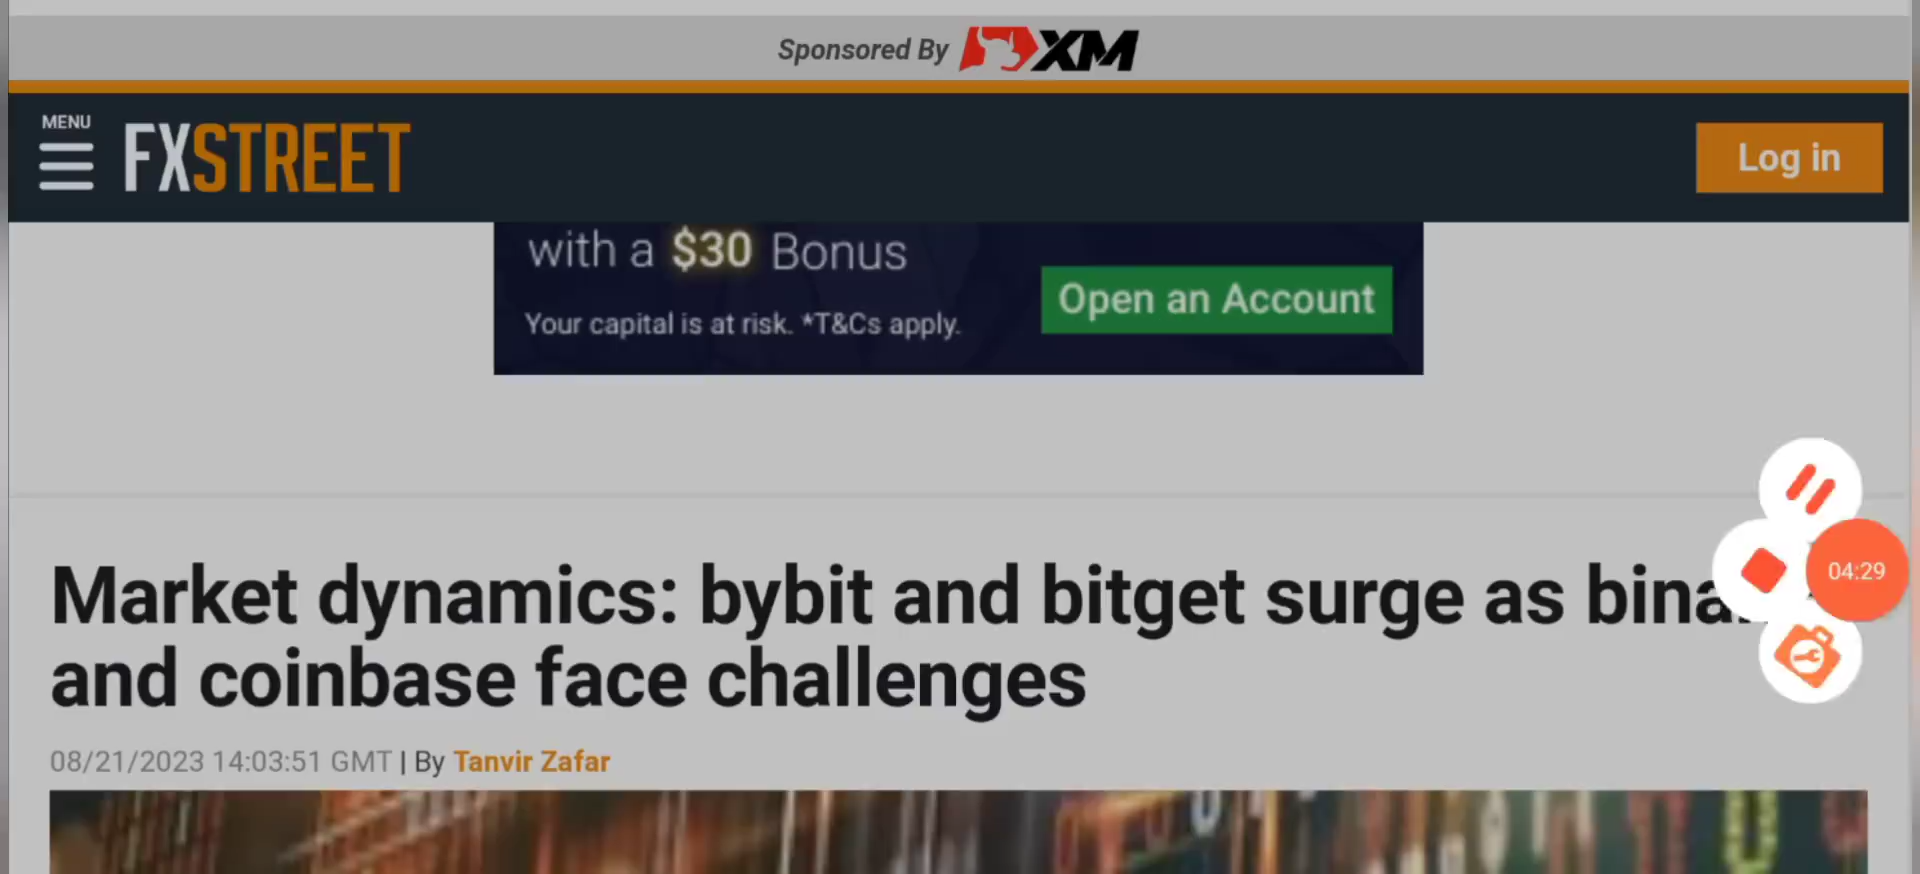 Sponsored By XM
MENU
FXSTREET
Log in
with a $30 Bonus
Your capital is at risk. *T&Cs apply.
Open an Account
Market dynamics: bybit and bitget surge as
and coinbase face challenges
04:29
08/21/2023 14:03:51 GMT | By Tanvir Zafar